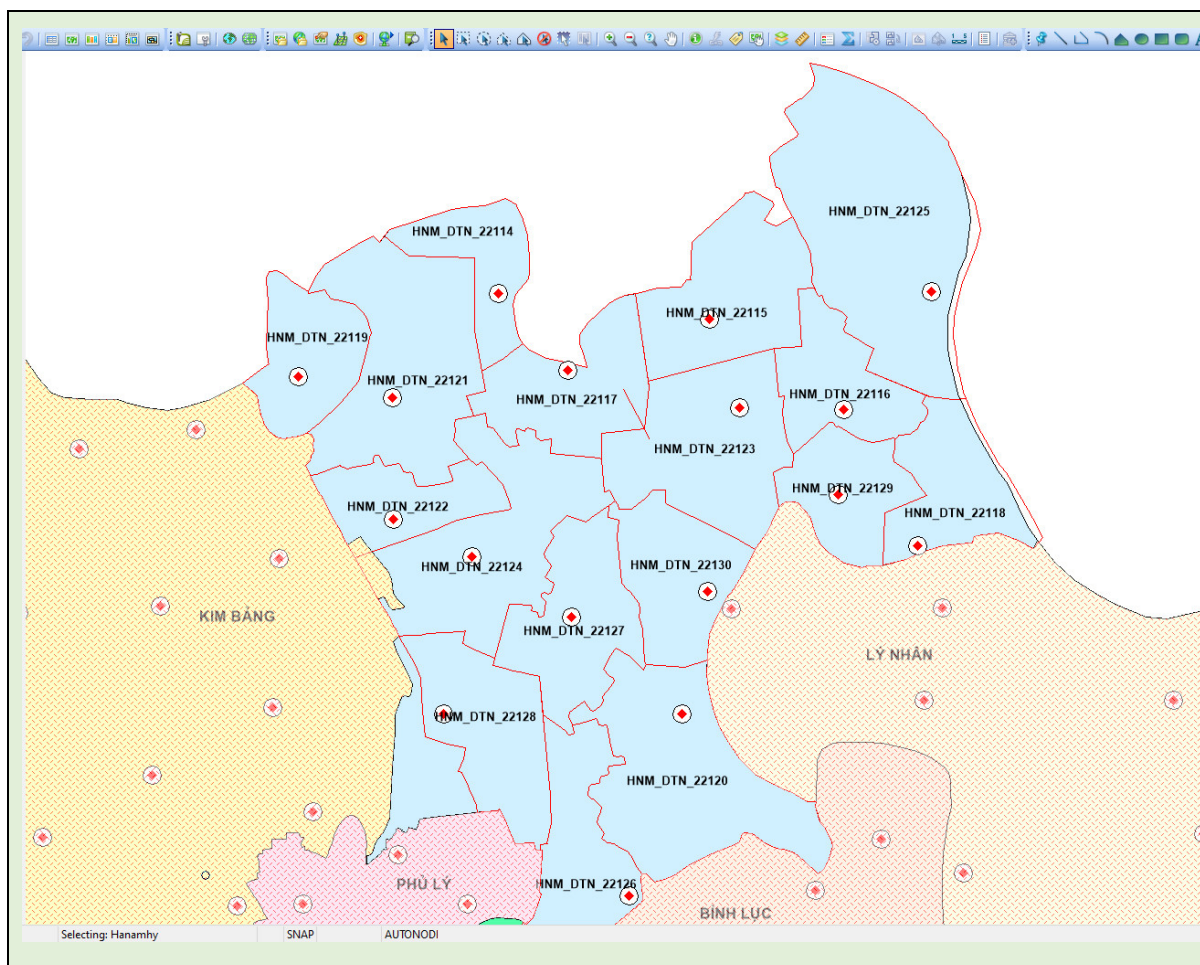 HNM_DTN_22125
HNM_DTN_22114
HNM_DTN_22115
HNM_DTN_22119
HNM_DTN_22121
HNM_DTN_22116
HNM_DTN_22117
HNM_DTN_22123
HNM_DTN_22129
HNM_DTN_22122
HNM_DTN_22118
HNM_DTN_22124
HNM_DTN_22130
KIM BẢNG
HNM_DTN_22127
LÝ NHÂN
HNM_DTN_22128
HNM_DTN_22120
PHỦ LÝ
HNM_DTN_22126
BÌNH LỤC
Selecting: Hanamhy SNAP AUTONODI